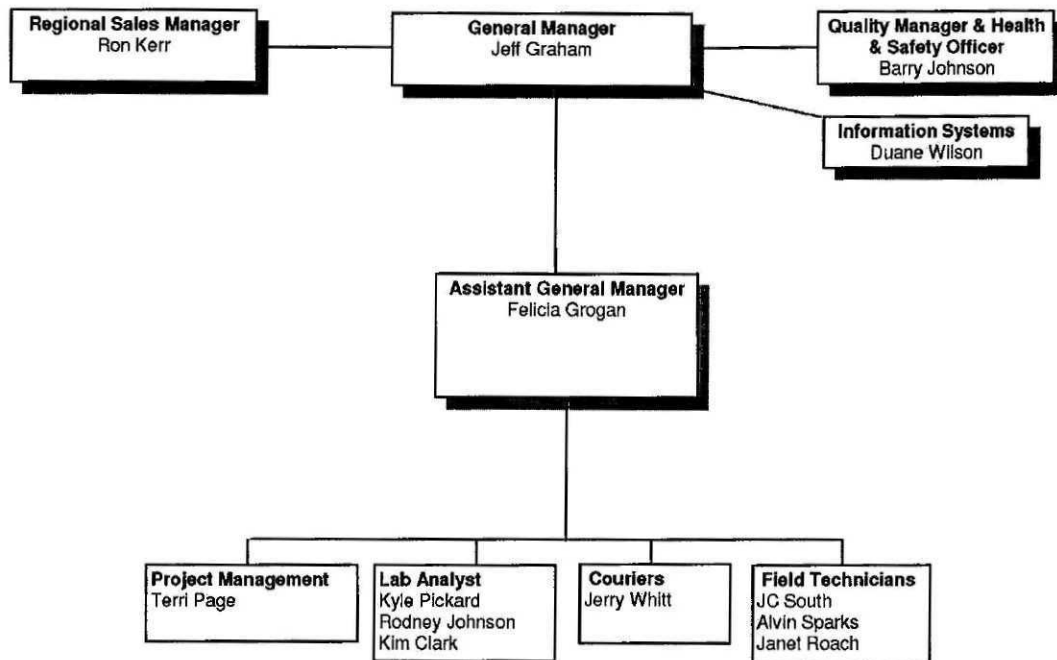 Regional Sales Manager
Ron Kerr
General Manager
Jeff Graham
Quality Manager & Health
& Safety Officer
Barry Johnson
Information Systems
Duane Wilson
Assistant General Manager
Felicia Grogan
Project Management
Terri Page
Lab Analyst
Kyle Pickard
Rodney Johnson
Kim Clark
Couriers
Jerry Whitt
Field Technicians
JC South
Alvin Sparks
Janet Roach